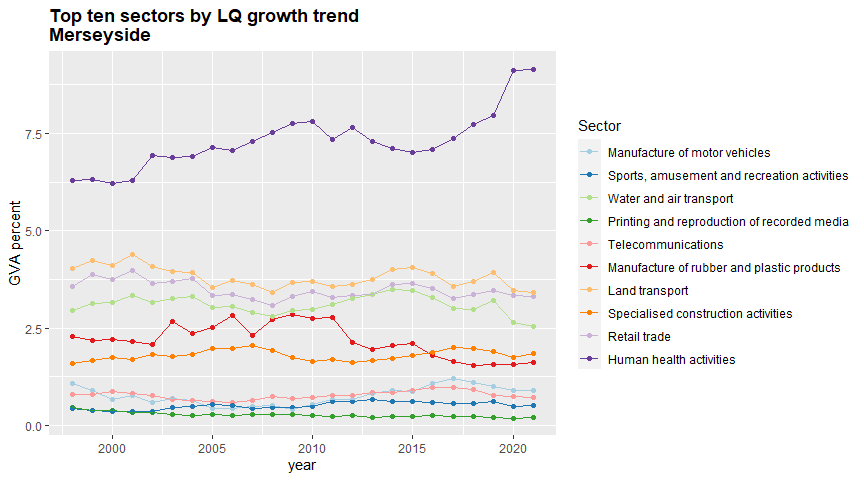 Top ten sectors by LQ growth trend
Merseyside
7.5
5.0
2.5
0.0
GVA percent
2000
2005
2010
2015
2020
year
Sector
Manufacture of motor vehicles
Sports, amusement and recreation activities
Water and air transport
Printing and reproduction of recorded media
Telecommunications
Manufacture of rubber and plastic products
Land transport
Specialised construction activities
Retail trade
Human health activities